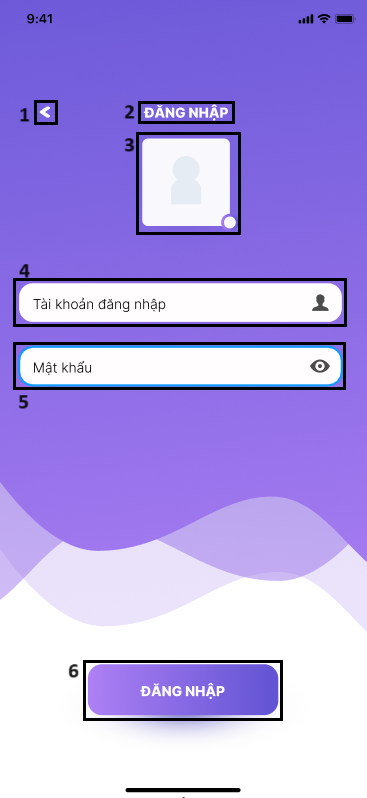 9:41
1
2 ĐĂNG NHẬP
3
4
Tài khoản đăng nhập
Mật khẩu
5
6
ĐĂNG NHẬP